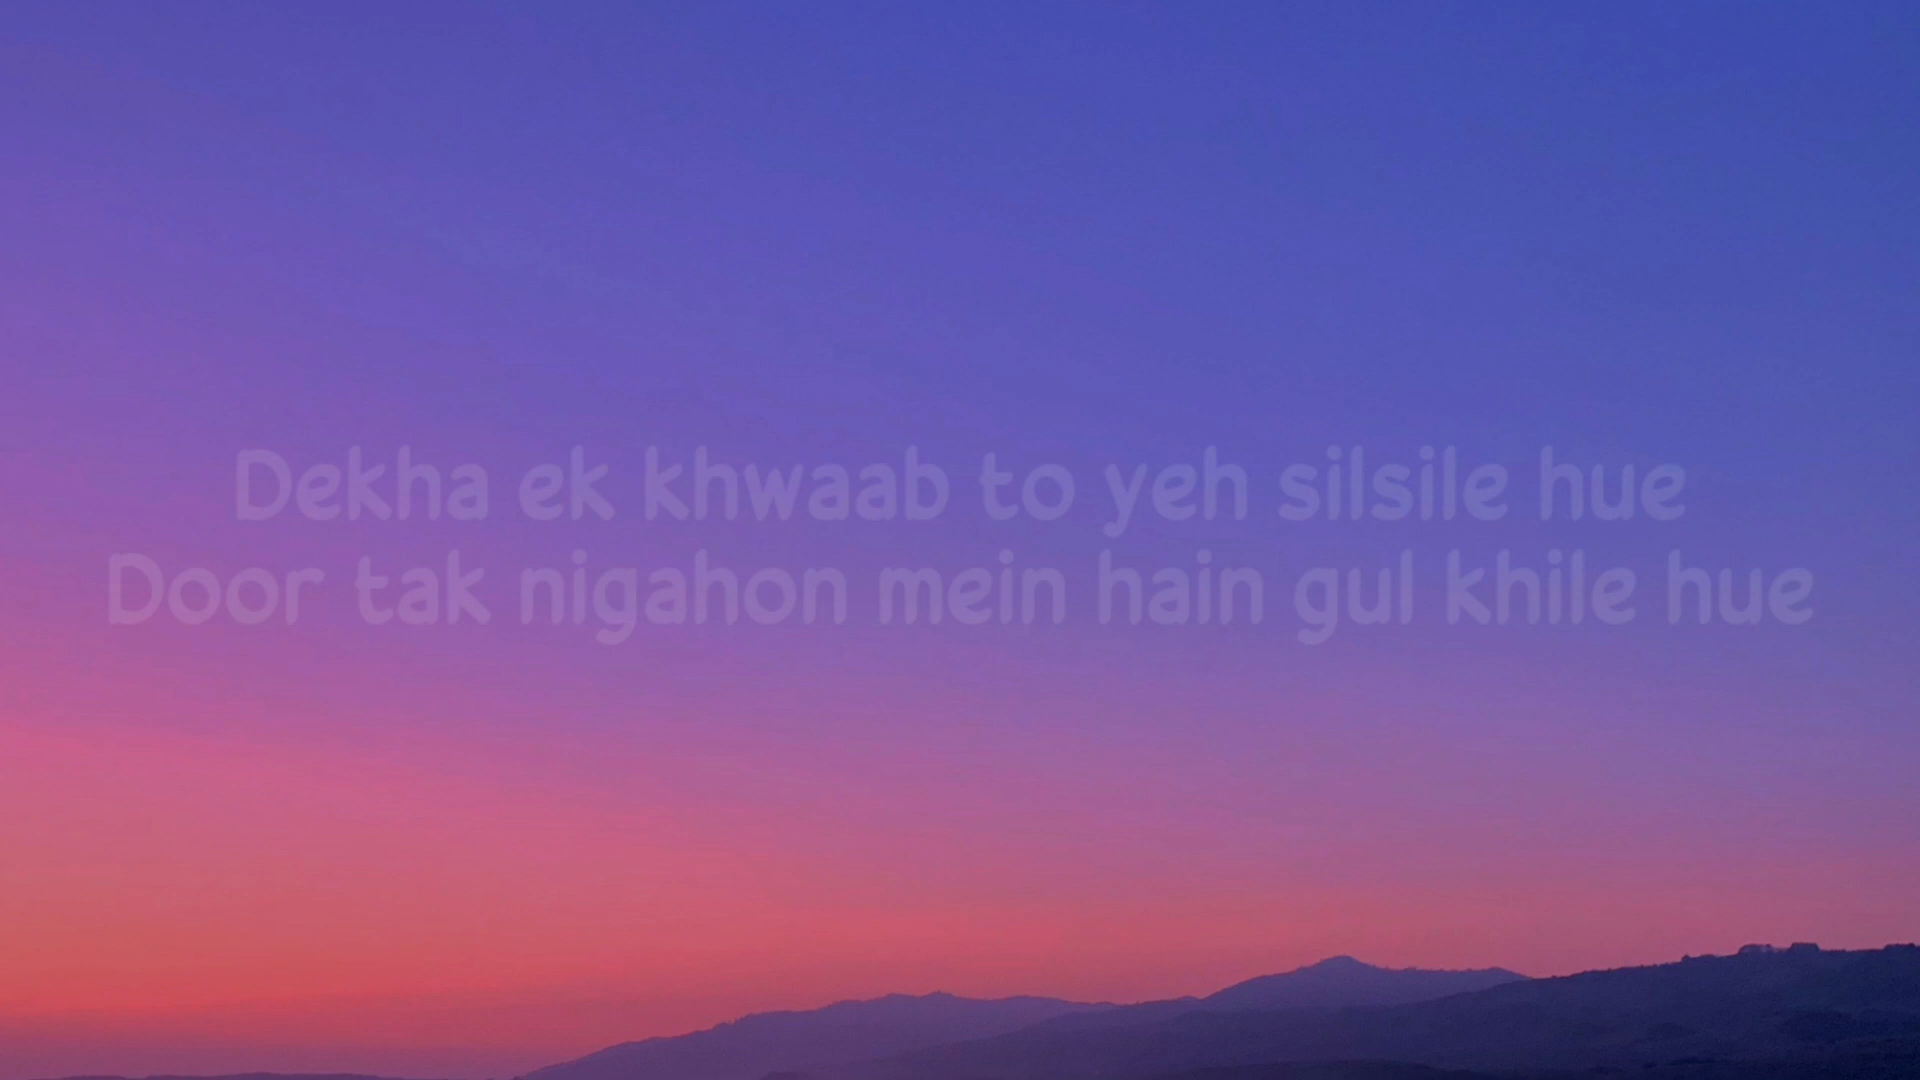 Dekha ek khwaab to yeh silsile hue
Door tak nigahon mein hain gul khile hue